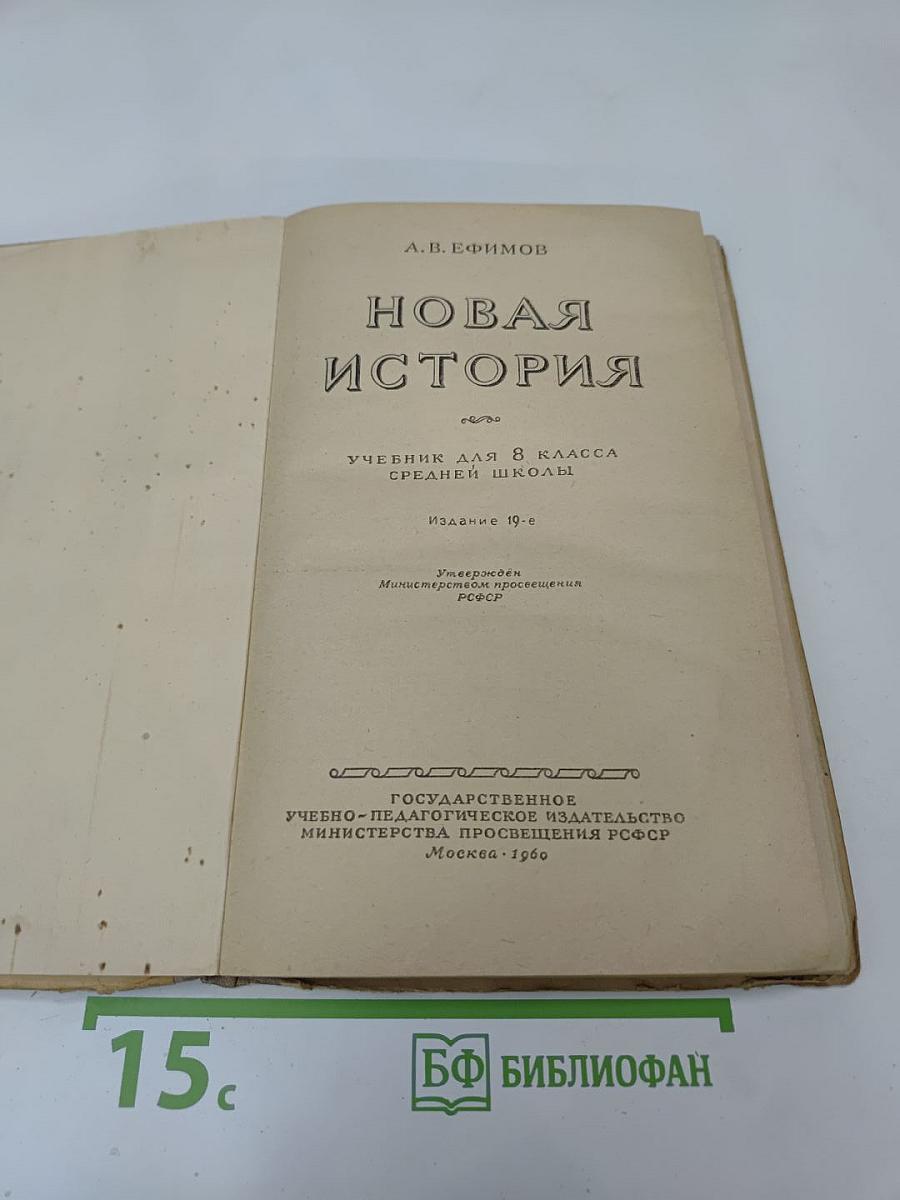 А. В. ЕФИМОВ
НОВАЯ
ИСТОРИЯ
УЧЕБНИК ДЛЯ 8 КЛАССА
СРЕДНЕЙ ШКОЛЫ
Издание 19-е
Утверждён
Министерством просвещения
РСФСР
ГОСУДАРСТВЕННОЕ
УЧЕБНО-ПЕДАГОГИЧЕСКОЕ ИЗДАТЕЛЬСТВО
МИНИСТЕРСТВА ПРОСВЕЩЕНИЯ РСФСР
Москва · 1960
15 с
БФ БИБЛИОФАН